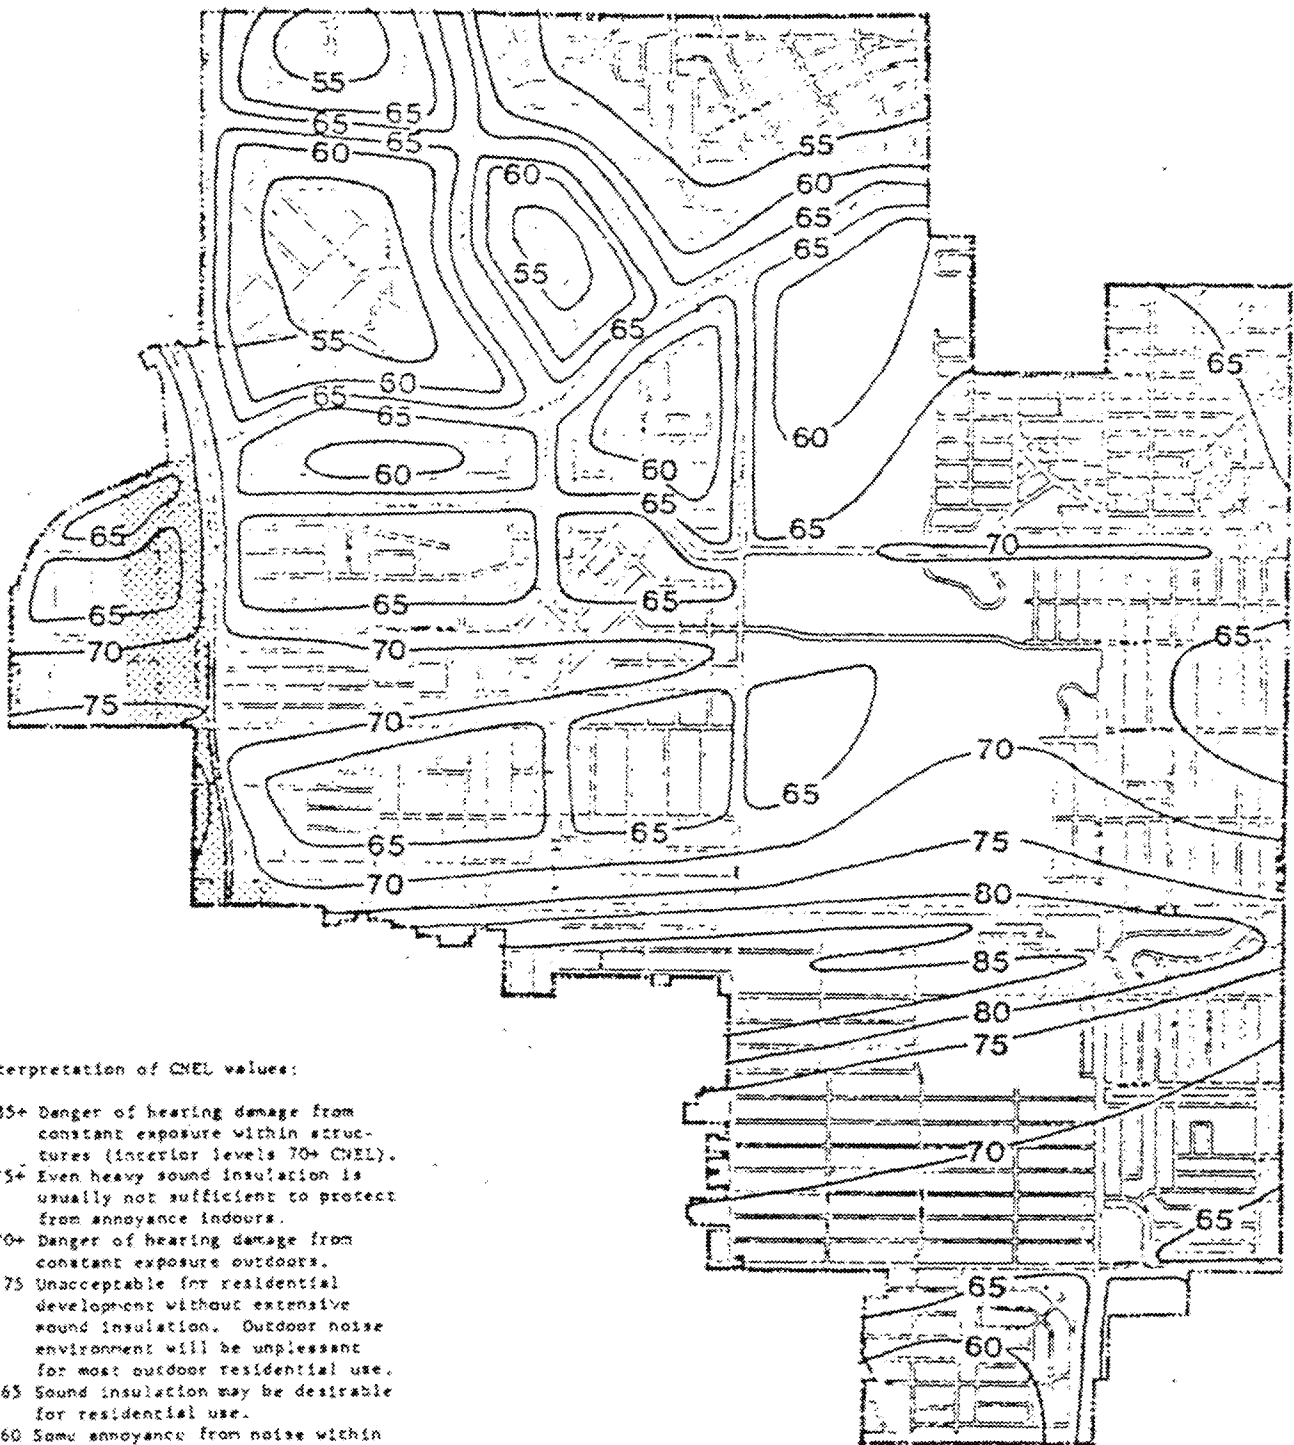 55
65
65
65
60
60
55
60
65
65
55
55
65
65
60
60
65
65
60
60
60
65
65
65
70
65
65
65
65
70
70
65
75
70
70
65
65
65
75
70
80
85
80
75
70
65
65
60
terpretation of CNEL values:
85+ Danger of hearing damage from
constant exposure within struc-
tures (interior levels 70+ CNEL).
5+ Even heavy sound insulation is
usually not sufficient to protect
from annoyance indoors.
0+ Danger of hearing damage from
constant exposure outdoors.
75 Unacceptable for residential
development without extensive
sound insulation. Outdoor noise
environment will be unpleasant
for most outdoor residential use.
65 Sound insulation may be desirable
for residential use.
60 Some annoyance from noise within